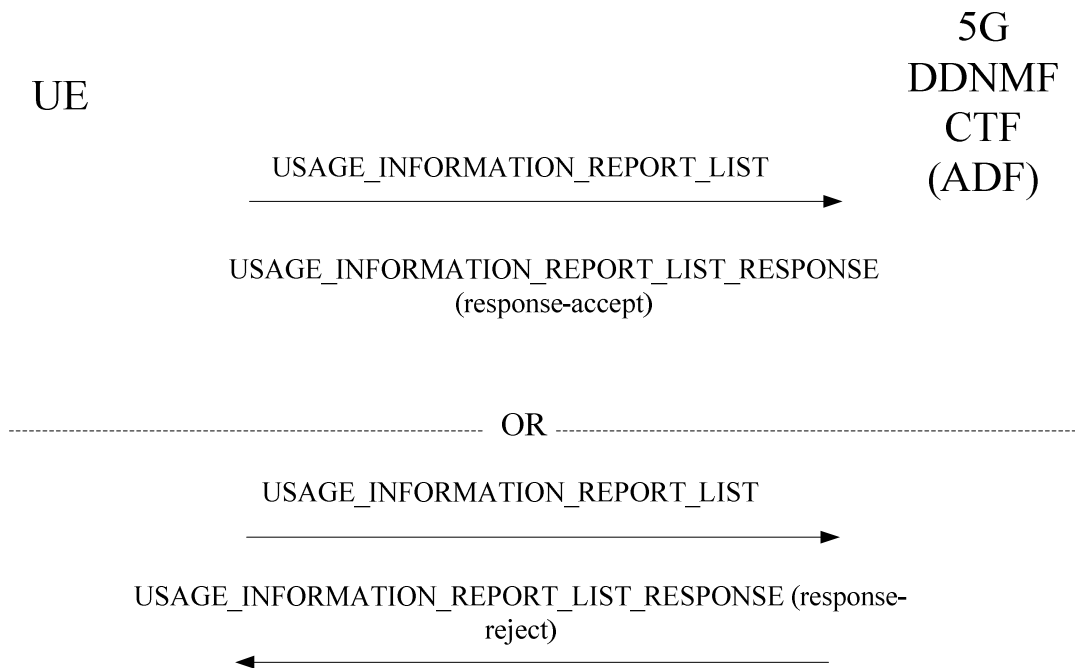 UE
5G
DDNMF
CTF
(ADF)
USAGE_INFORMATION_REPORT_LIST
USAGE_INFORMATION_REPORT_LIST_RESPONSE
(response-accept)
OR
USAGE_INFORMATION_REPORT_LIST
USAGE_INFORMATION_REPORT_LIST_RESPONSE (response-
reject)